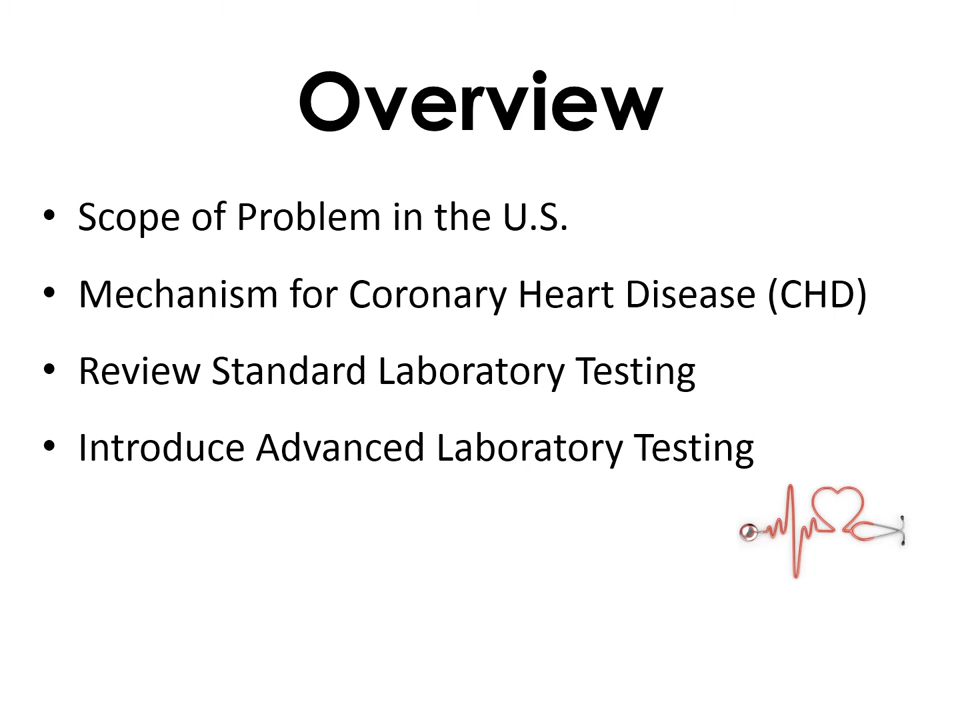 Overview
• Scope of Problem in the U.S.
• Mechanism for Coronary Heart Disease (CHD)
• Review Standard Laboratory Testing
• Introduce Advanced Laboratory Testing